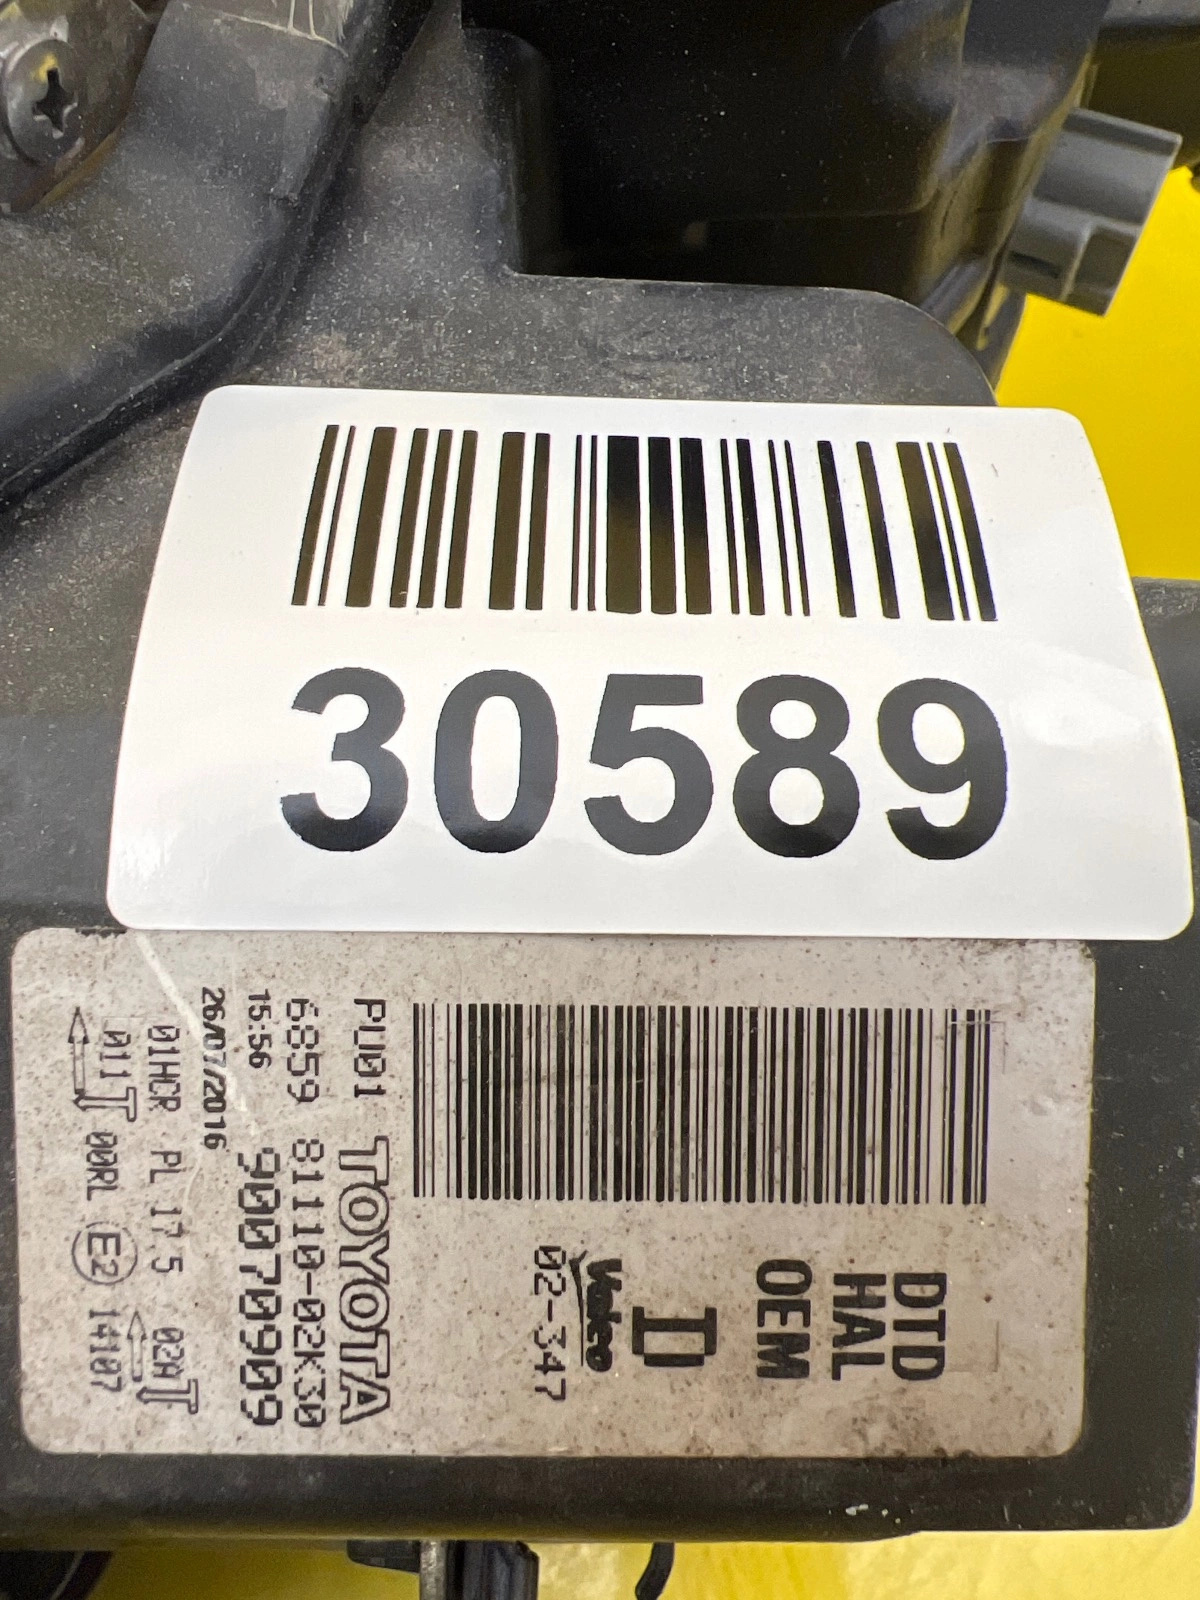 30589
DTD
HAL
OEM
D
Valeo
02-347
PU01 TOYOTA
6859 81110-02K30
15:56 90070909
26/07/2016
01HCR PL 17.5 02A
011 00RL E2 14107